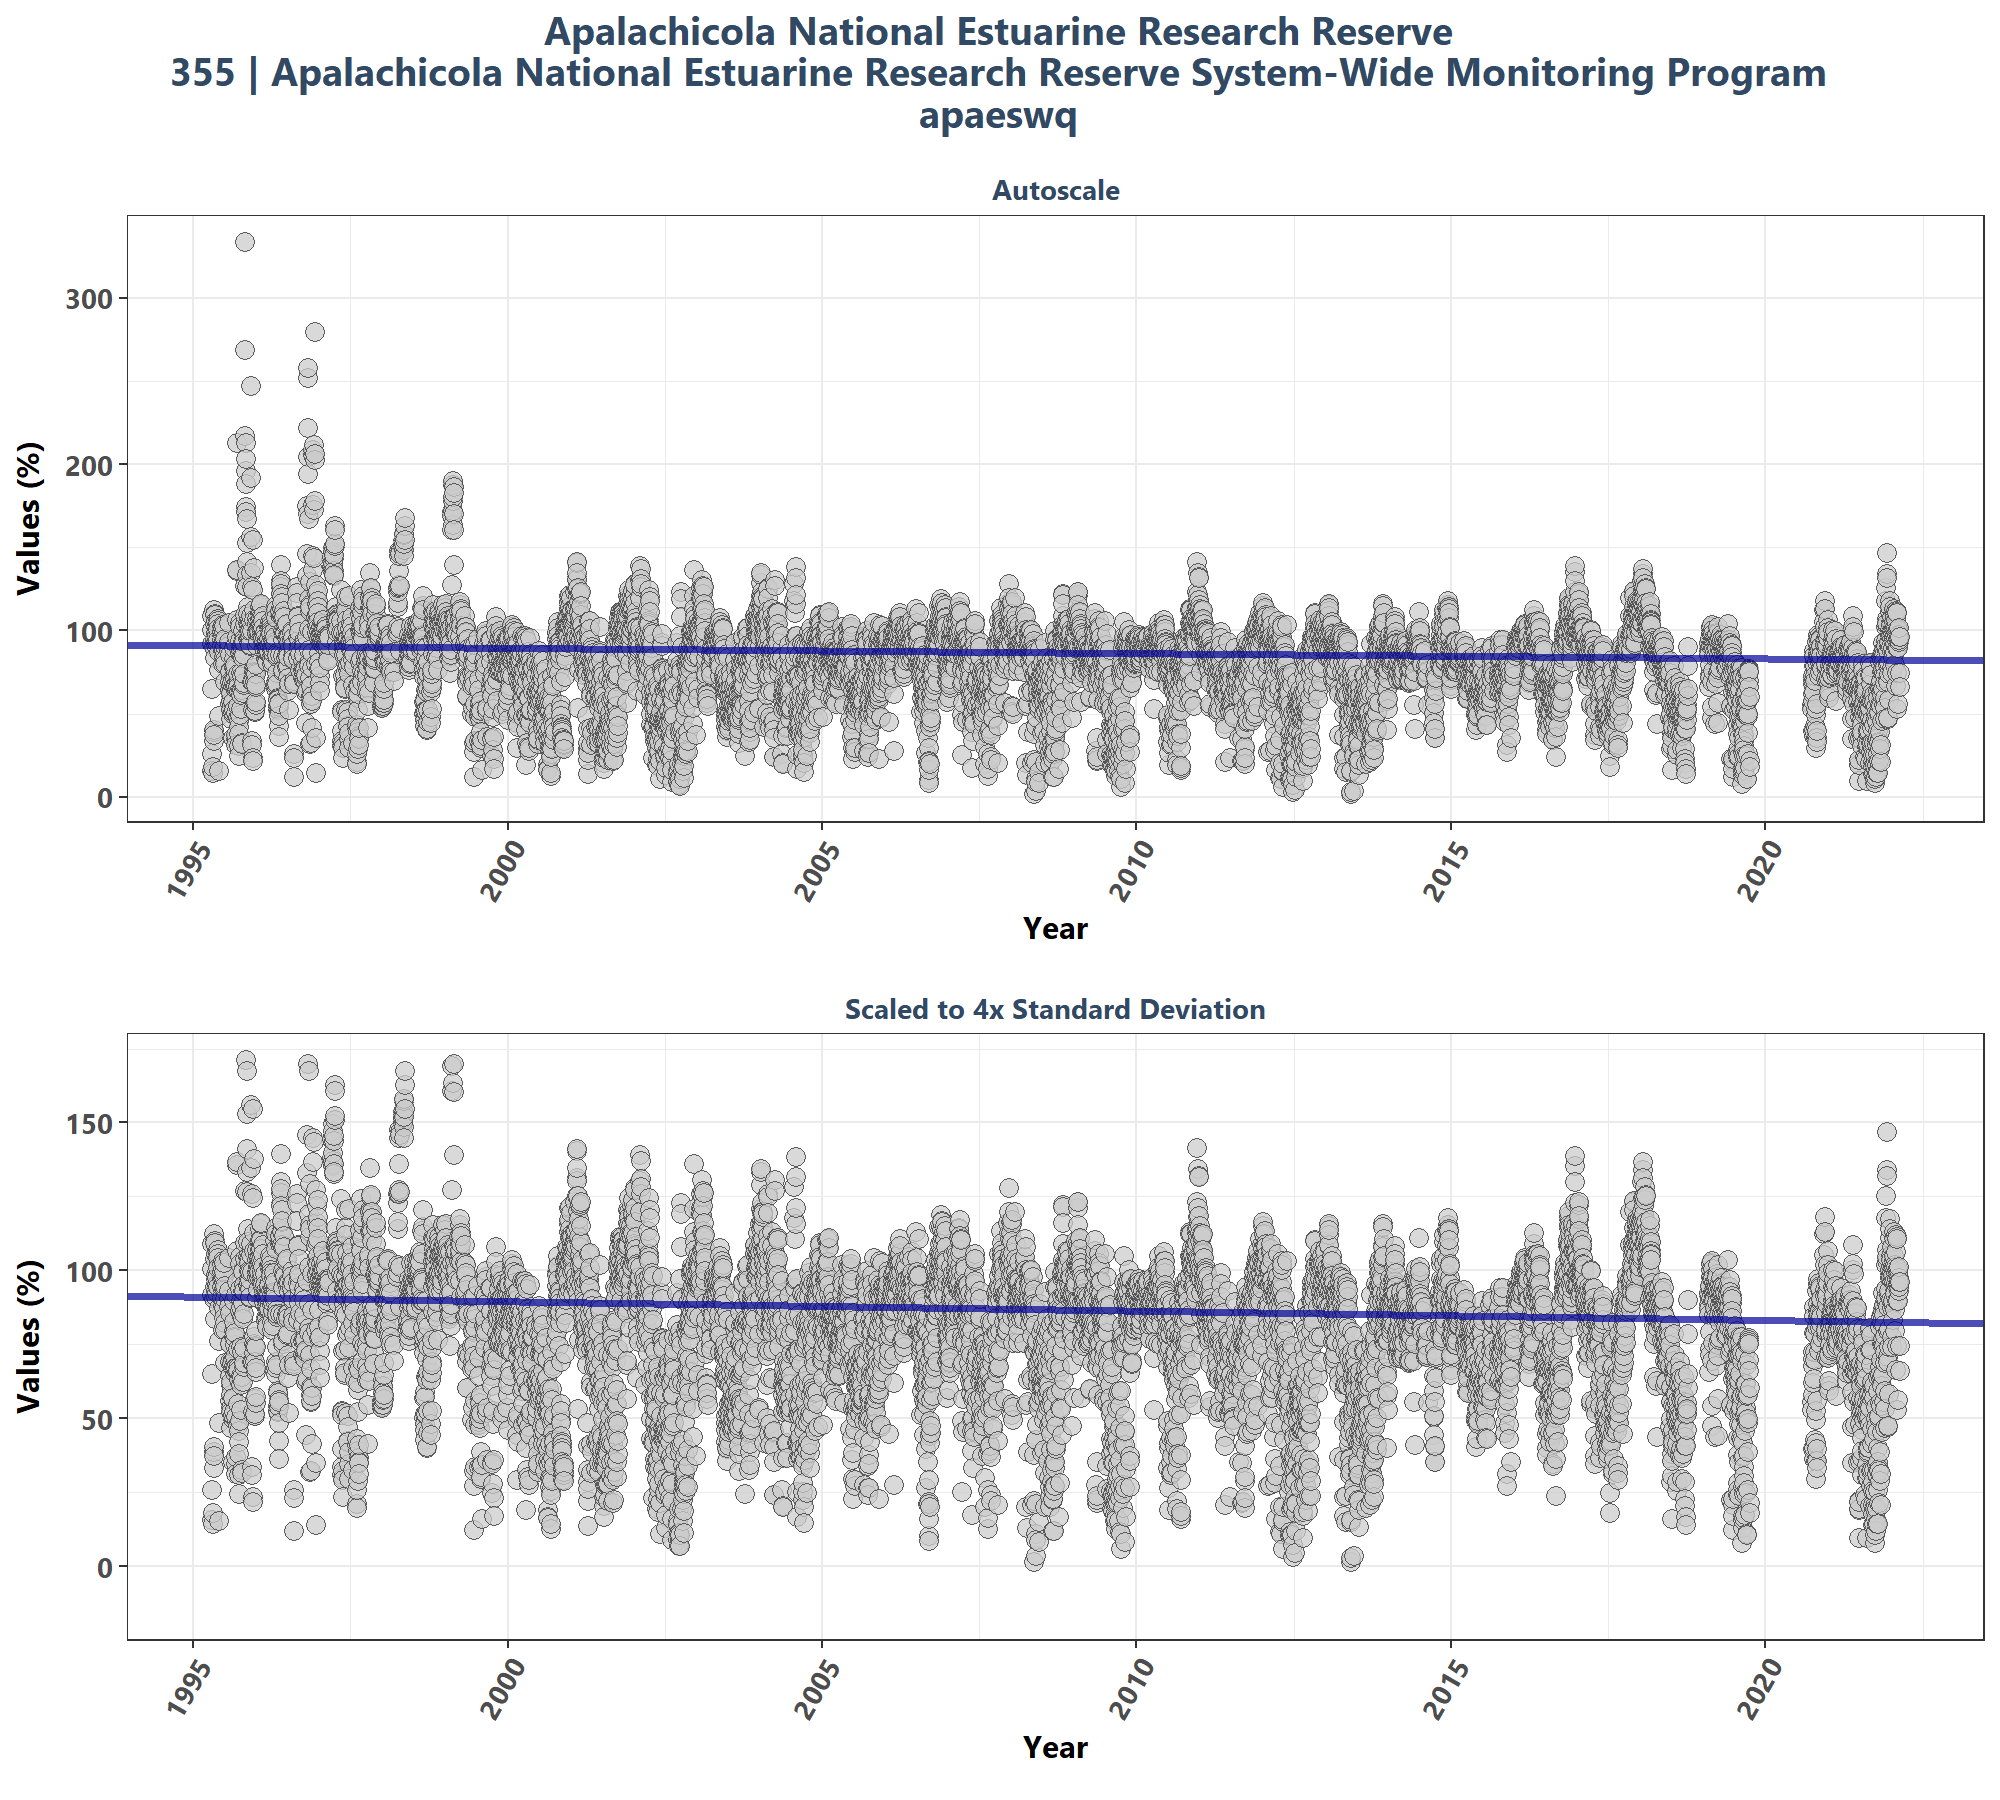 Apalachicola National Estuarine Research Reserve
355 | Apalachicola National Estuarine Research Reserve System-Wide Monitoring Program
apaeswq
Autoscale
Values (%)
300
200
100
0
1995
2000
2005
2010
2015
2020
Year
Scaled to 4x Standard Deviation
Values (%)
150
100
50
0
1995
2000
2005
2010
2015
2020
Year